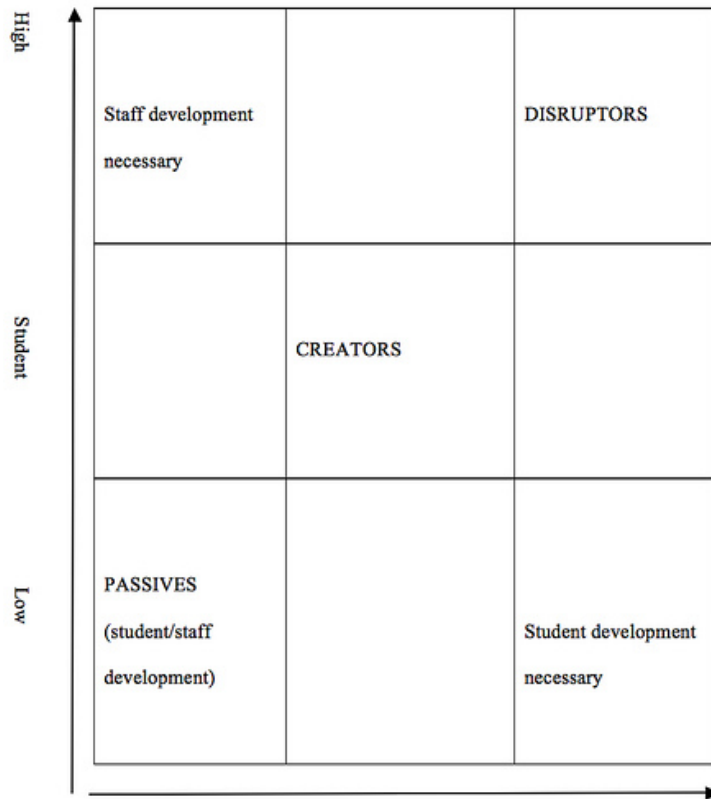 High
Staff development
necessary
DISRUPTORS
Student
CREATORS
Low
PASSIVES
(student/staff
development)
Student development
necessary